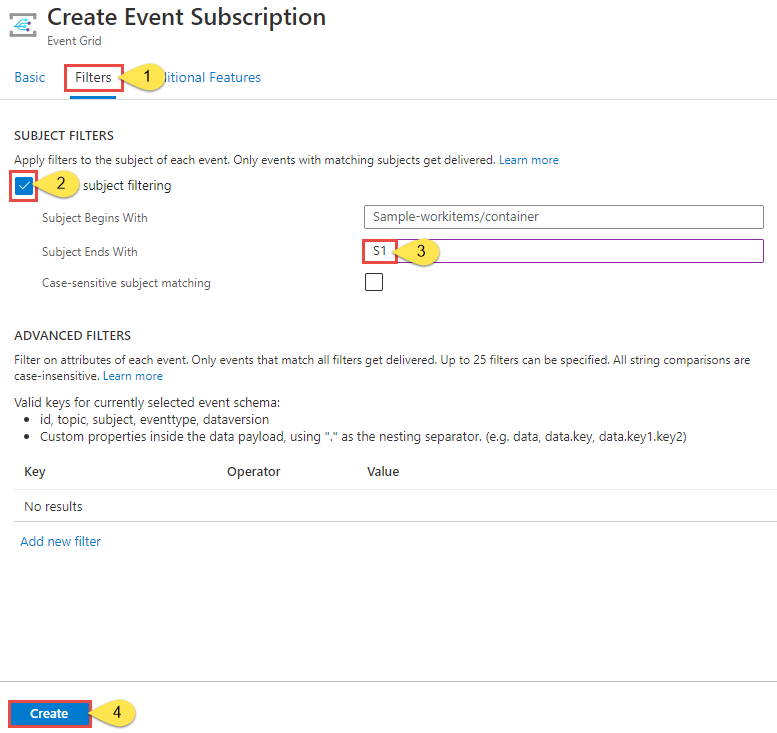 Create Event Subscription
Event Grid
Basic Filters 1 ditional Features
SUBJECT FILTERS
Apply filters to the subject of each event. Only events with matching subjects get delivered. Learn more
2 subject filtering
Subject Begins With Sample-workitems/container
Subject Ends With S1 3
Case-sensitive subject matching
ADVANCED FILTERS
Filter on attributes of each event. Only events that match all filters get delivered. Up to 25 filters can be specified. All string comparisons are
case-insensitive. Learn more
Valid keys for currently selected event schema:
• id, topic, subject, eventtype, dataversion
• Custom properties inside the data payload, using "." as the nesting separator. (e.g. data, data.key, data.key1.key2)
Key Operator Value
No results
Add new filter
Create 4